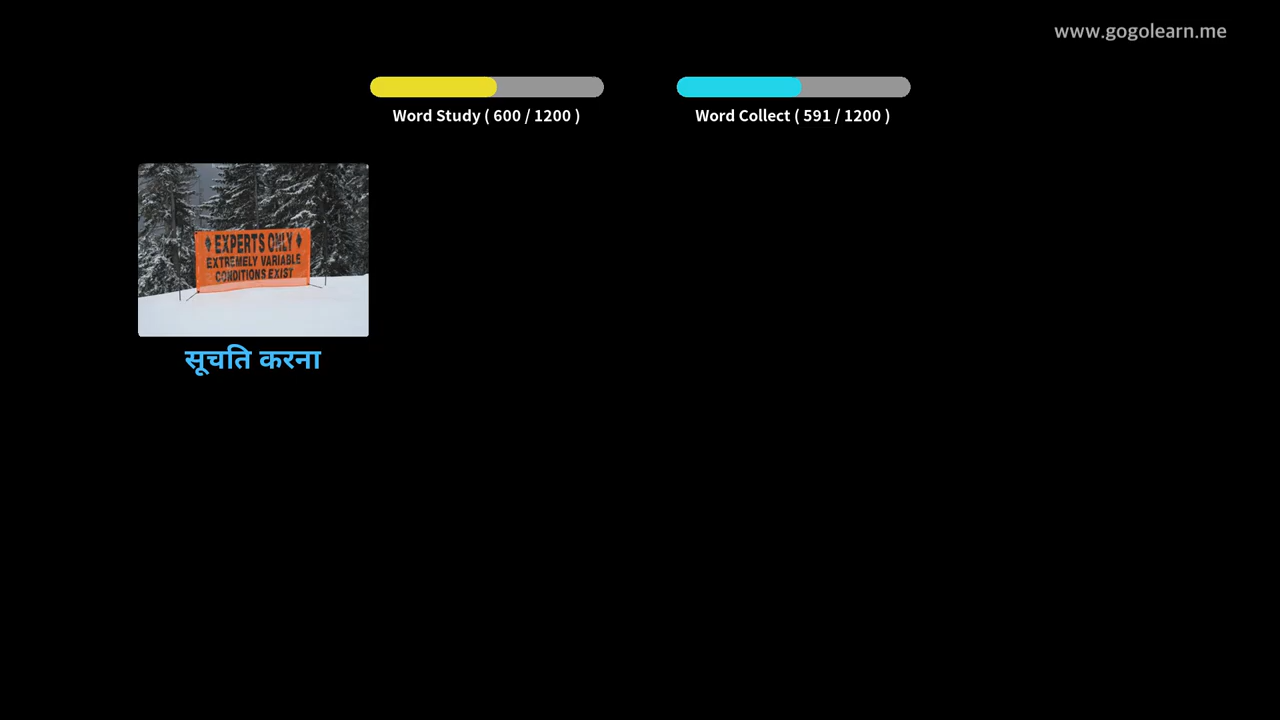 www.gogolearn.me
Word Study ( 600 / 1200 )
Word Collect ( 591 / 1200 )
EXPERTS ONLY
EXTREMELY VARIABLE
CONDITIONS EXIST
सूचति करना